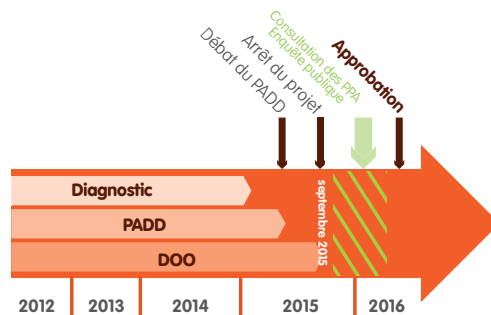 Débat du PADD
Arrêt du projet
Consultation des PPA
Enquête publique
Approbation
Diagnostic
PADD
DOO
septembre 2015
2012
2013
2014
2015
2016